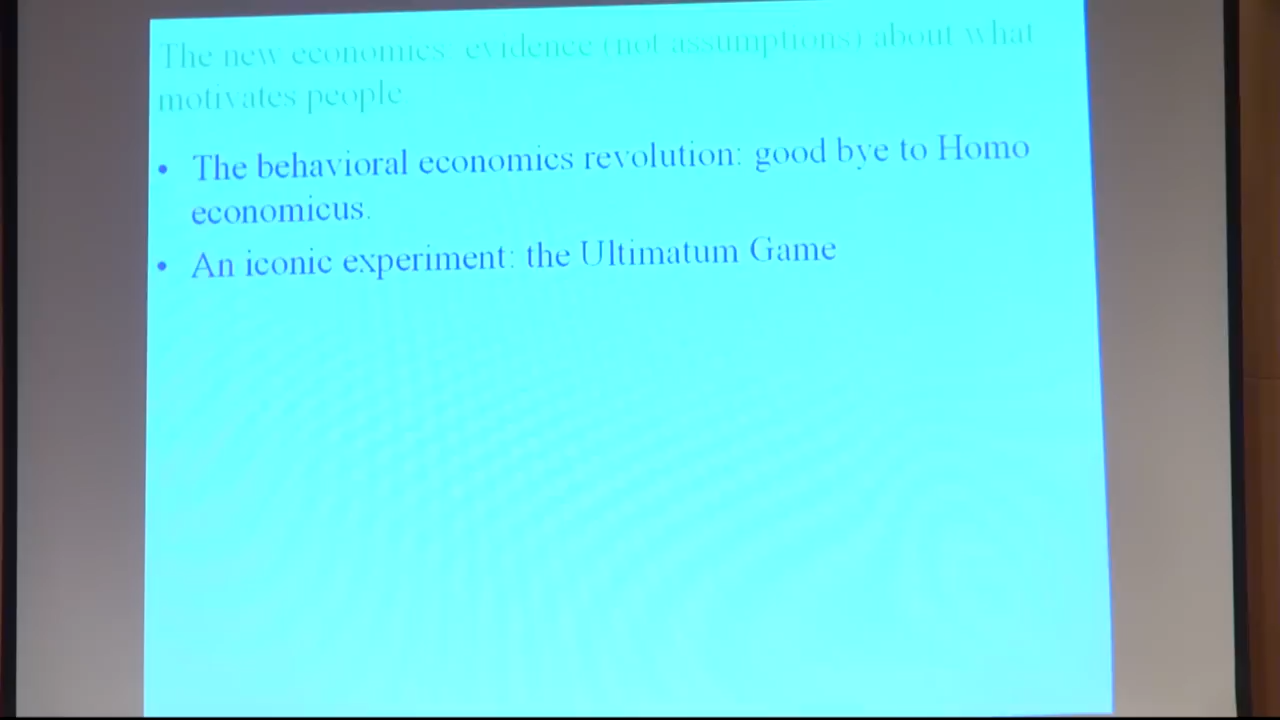 The new economics: evidence (not assumptions) about what
motivates people
• The behavioral economics revolution: good bye to Homo
economicus.
• An iconic experiment: the Ultimatum Game